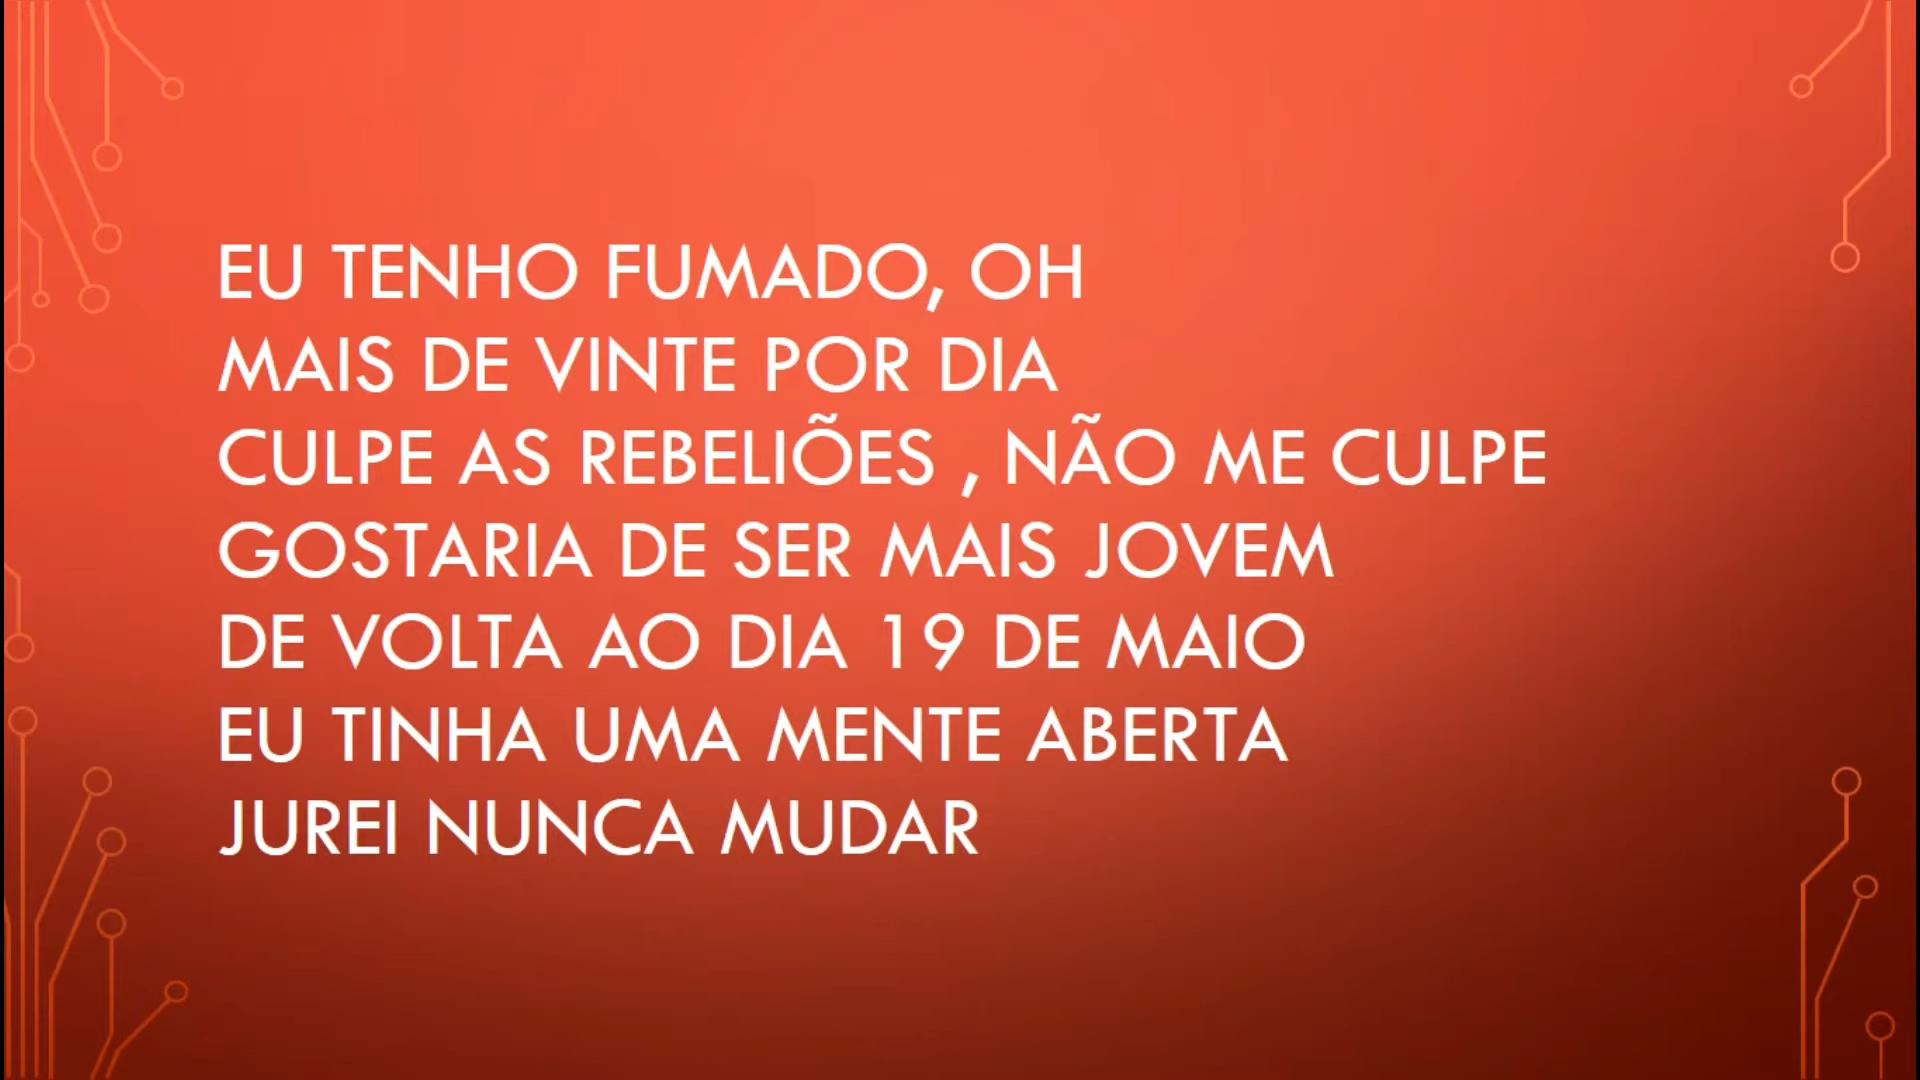 EU TENHO FUMADO, OH
MAIS DE VINTE POR DIA
CULPE AS REBELIÕES , NÃO ME CULPE
GOSTARIA DE SER MAIS JOVEM
DE VOLTA AO DIA 19 DE MAIO
EU TINHA UMA MENTE ABERTA
JUREI NUNCA MUDAR